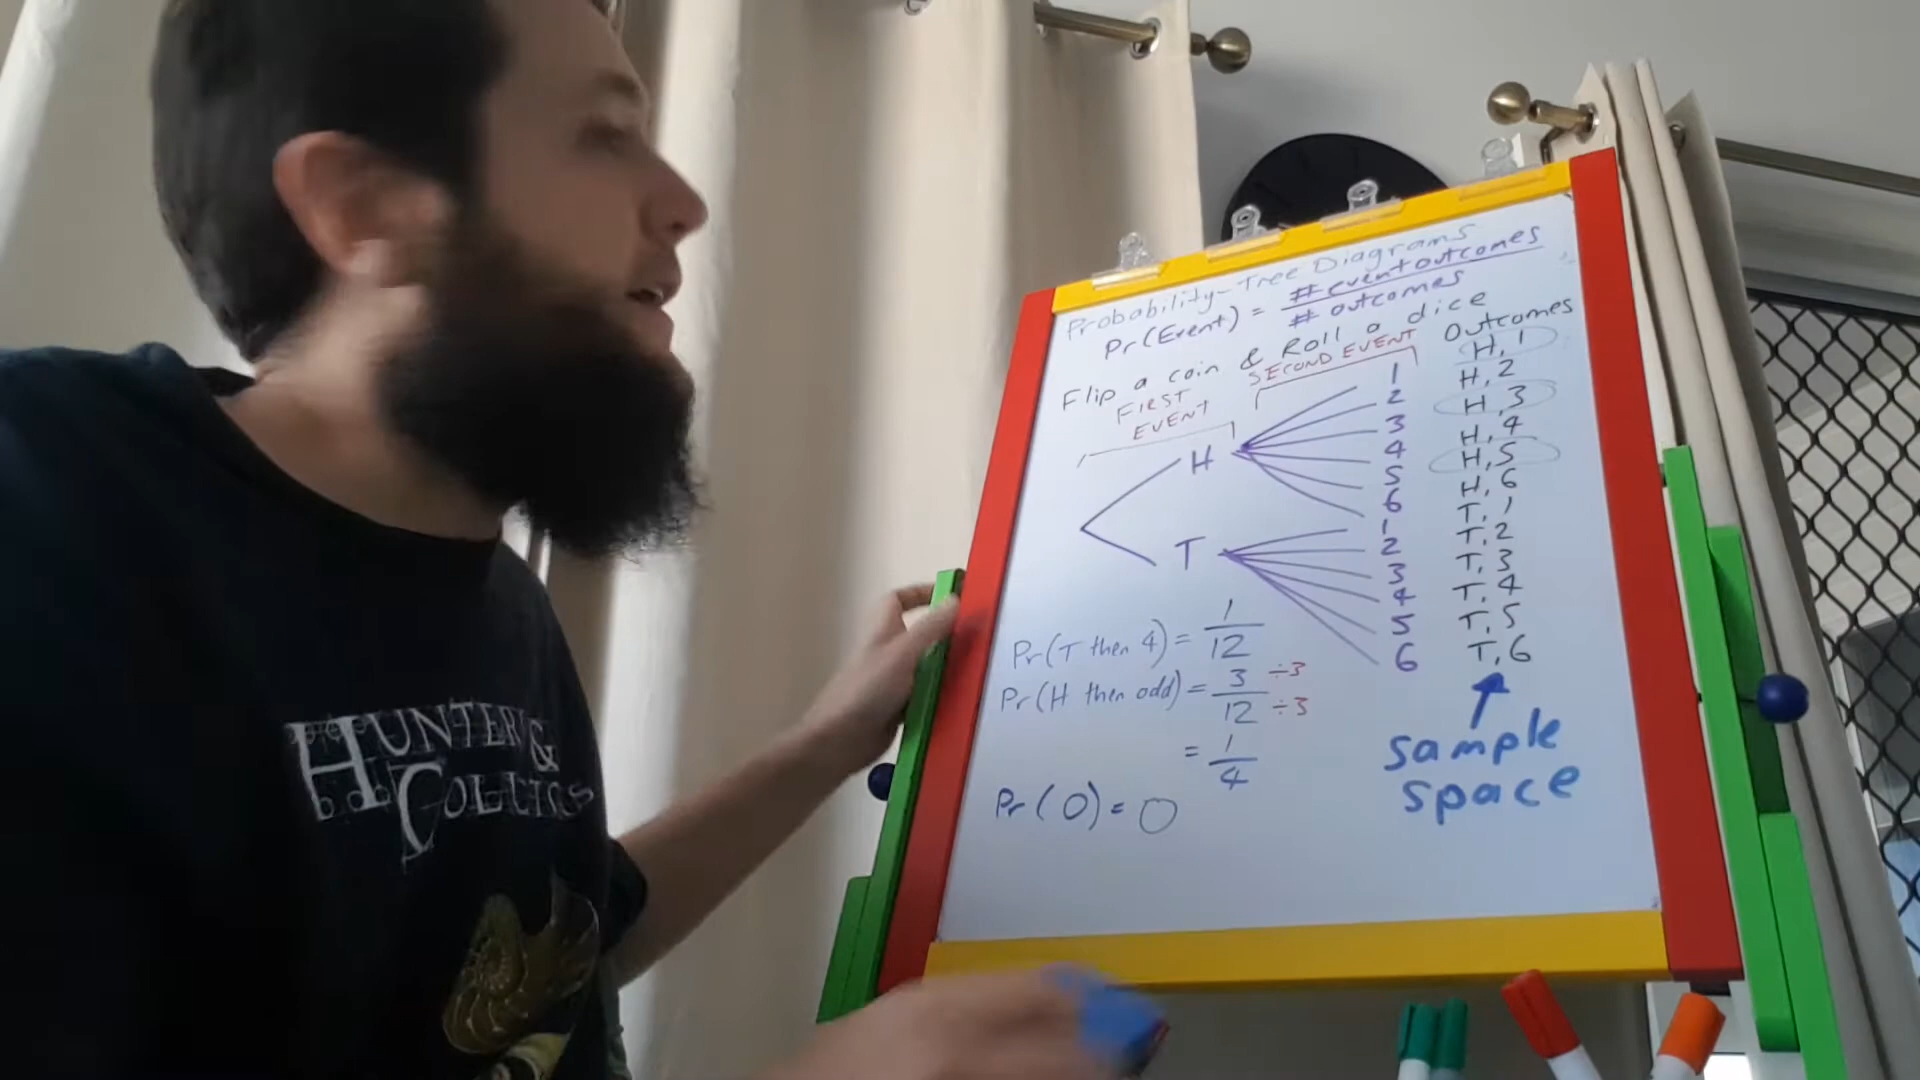 Probability - Tree Diagrams
Pr(Event) = # event outcomes
# outcomes
Flip a coin & Roll a dice
FIRST EVENT
SECOND EVENT
Outcomes
H
1
2
3
4
5
6
T
1
2
3
4
5
6
H, 1
H, 2
H, 3
H, 4
H, 5
H, 6
T, 1
T, 2
T, 3
T, 4
T, 5
T, 6
sample
space
Pr(T then 4) = 1/12
Pr(H then odd) = 3/12 ÷3 ÷3
= 1/4
Pr(0) = 0
HUNTERS &
COLLECTORS